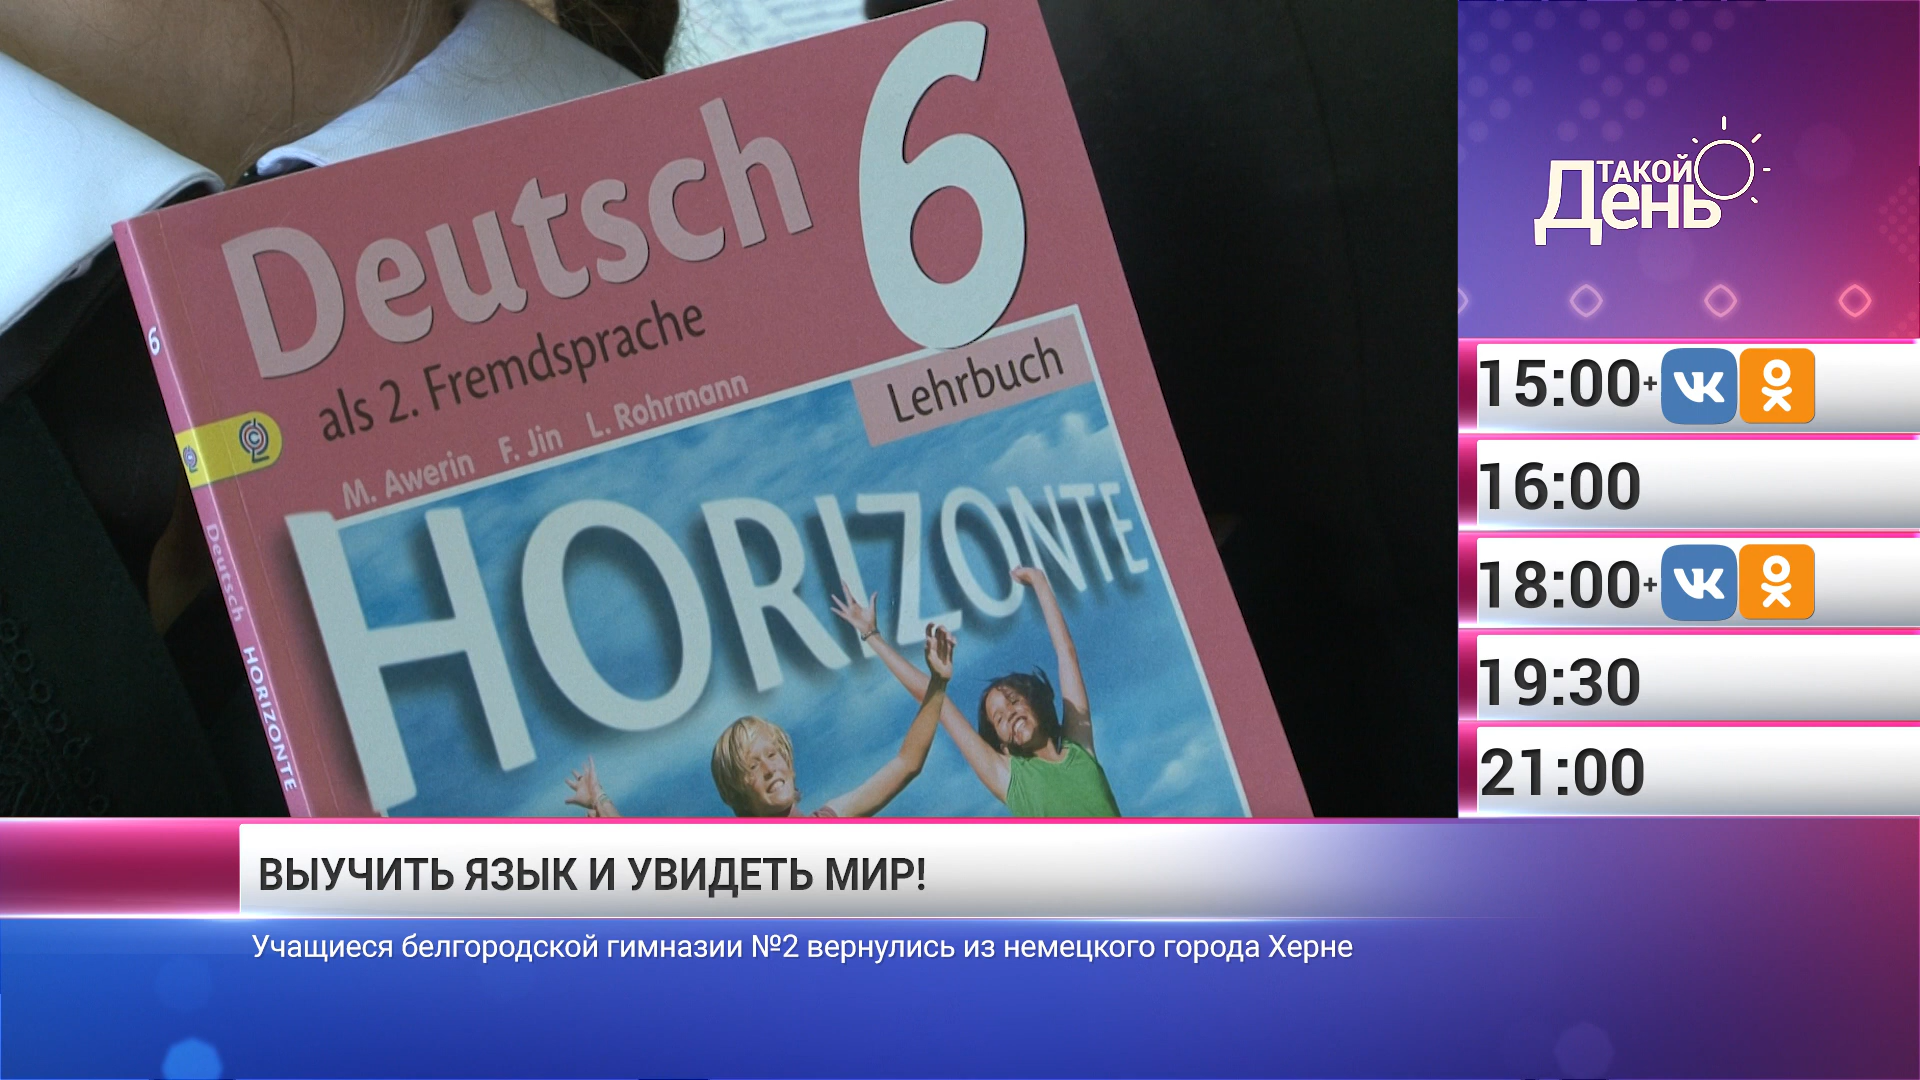 Deutsch 6
als 2. Fremdsprache
M. Awerin F. Jin L. Rohrmann
Lehrbuch
HORIZONTE
6
Deutsch HORIZONTE
ТАКОЙ
День
15:00+
16:00
18:00+
19:30
21:00
ВЫУЧИТЬ ЯЗЫК И УВИДЕТЬ МИР!
Учащиеся белгородской гимназии №2 вернулись из немецкого города Херне